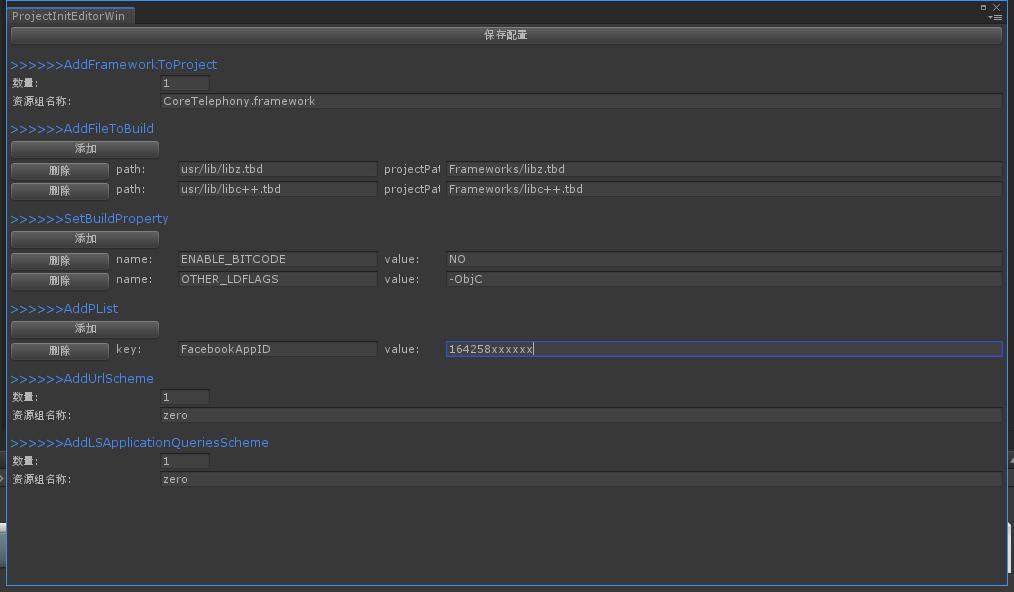 ProjectInitEditorWin
保存配置
>>>>>>AddFrameworkToProject
数量: 1
资源组名称: CoreTelephony.framework
>>>>>>AddFileToBuild
添加
删除 path: usr/lib/libz.tbd projectPat Frameworks/libz.tbd
删除 path: usr/lib/libc++.tbd projectPat Frameworks/libc++.tbd
>>>>>>SetBuildProperty
添加
删除 name: ENABLE_BITCODE value: NO
删除 name: OTHER_LDFLAGS value: -ObjC
>>>>>>AddPList
添加
删除 key: FacebookAppID value: 164258xxxxxx
>>>>>>AddUrlScheme
数量: 1
资源组名称: zero
>>>>>>AddLSApplicationQueriesScheme
数量: 1
资源组名称: zero